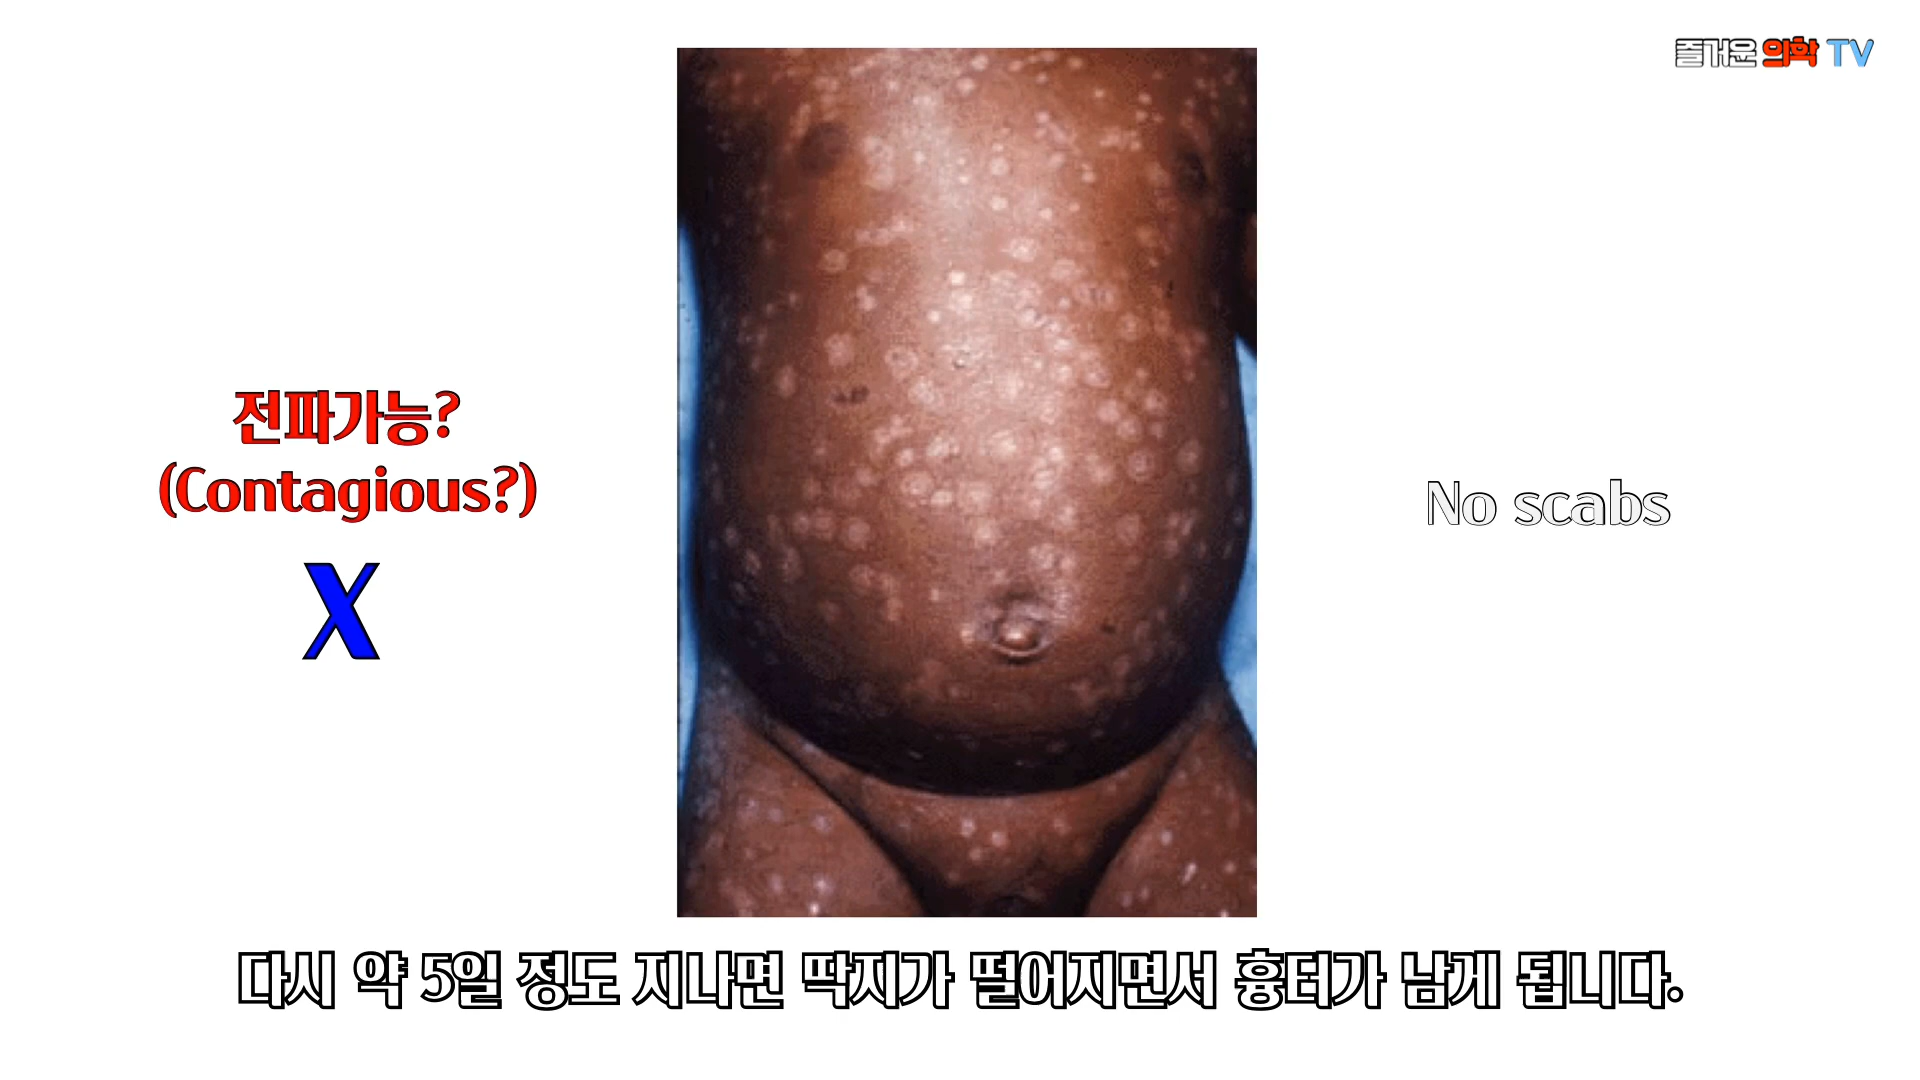 즐거운 의학 TV
전파가능?
(Contagious?)
X
No scabs
다시 약 5일 정도 지나면 딱지가 떨어지면서 흉터가 남게 됩니다.